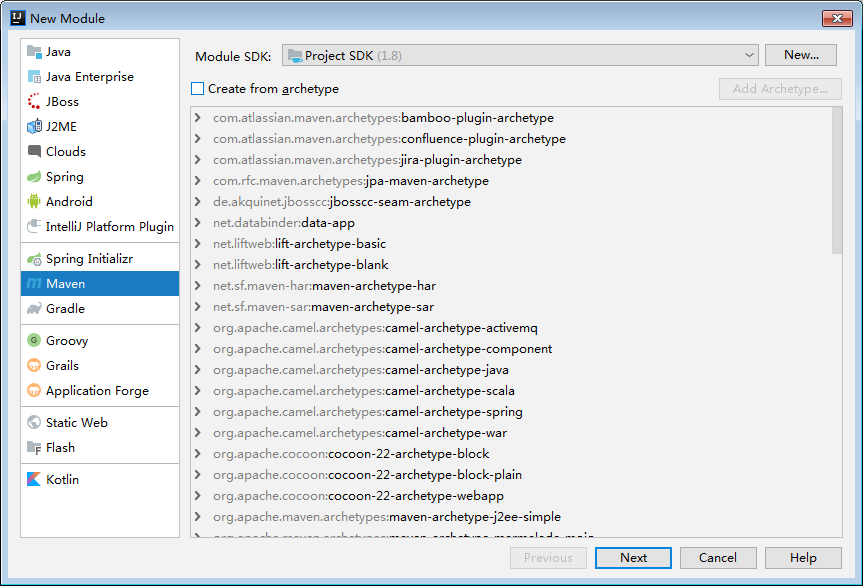 New Module
Java
Java Enterprise
JBoss
J2ME
Clouds
Spring
Android
IntelliJ Platform Plugin
Spring Initializr
Maven
Gradle
Groovy
Grails
Application Forge
Static Web
Flash
Kotlin
Module SDK: Project SDK (1.8) New...
Create from archetype Add Archetype...
com.atlassian.maven.archetypes:bamboo-plugin-archetype
com.atlassian.maven.archetypes:confluence-plugin-archetype
com.atlassian.maven.archetypes:jira-plugin-archetype
com.rfc.maven.archetypes:jpa-maven-archetype
de.akquinet.jbosscc:jbosscc-seam-archetype
net.databinder:data-app
net.liftweb:lift-archetype-basic
net.liftweb:lift-archetype-blank
net.sf.maven-har:maven-archetype-har
net.sf.maven-sar:maven-archetype-sar
org.apache.camel.archetypes:camel-archetype-activemq
org.apache.camel.archetypes:camel-archetype-component
org.apache.camel.archetypes:camel-archetype-java
org.apache.camel.archetypes:camel-archetype-scala
org.apache.camel.archetypes:camel-archetype-spring
org.apache.camel.archetypes:camel-archetype-war
org.apache.cocoon:cocoon-22-archetype-block
org.apache.cocoon:cocoon-22-archetype-block-plain
org.apache.cocoon:cocoon-22-archetype-webapp
org.apache.maven.archetypes:maven-archetype-j2ee-simple
org.apache.maven.archetypes:maven-archetype-marmalade-mojo
Previous Next Cancel Help